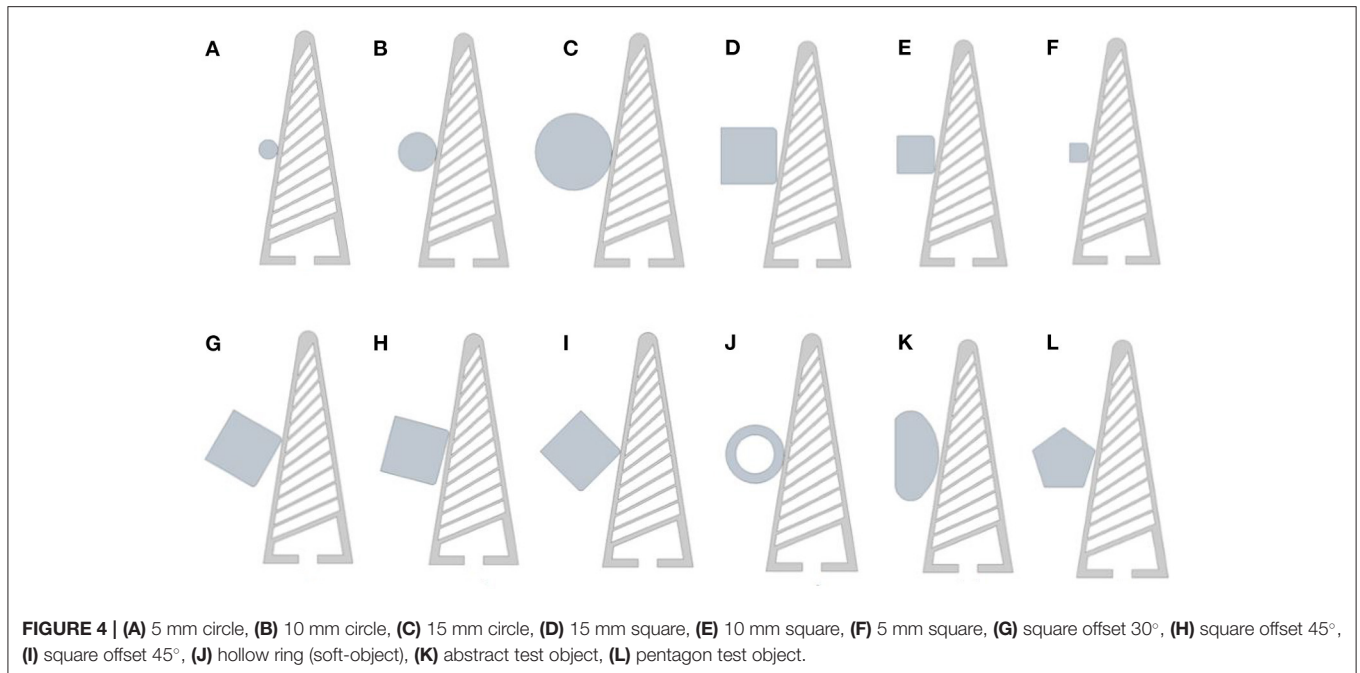 A B C D E F
G H I J K L
FIGURE 4 | (A) 5 mm circle, (B) 10 mm circle, (C) 15 mm circle, (D) 15 mm square, (E) 10 mm square, (F) 5 mm square, (G) square offset 30°, (H) square offset 45°,
(I) square offset 45°, (J) hollow ring (soft-object), (K) abstract test object, (L) pentagon test object.